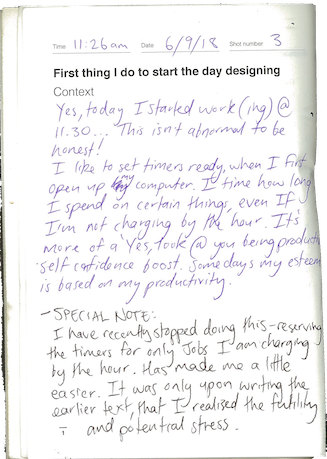 Time 11:26am Date 6/9/18 Shot number 3
First thing I do to start the day designing
Context
Yes, today I started work(ing) @
11.30... This isn't abnormal to be
honest!
I like to set timers ready, when I first
open up my computer. I time how long
I spend on certain things, even If
I'm not charging by the hour. It's
more of a 'Yes, look @ you being producti
self confidence boost. Some days my esteem
is based on my productivity.
- SPECIAL NOTE:
I have recently stopped doing this - reserving
the timers for only Jobs I am charging
by the hour. Has made me a little
easier. It was only upon writing the
earlier text, that I realised the futility
and potential stress.